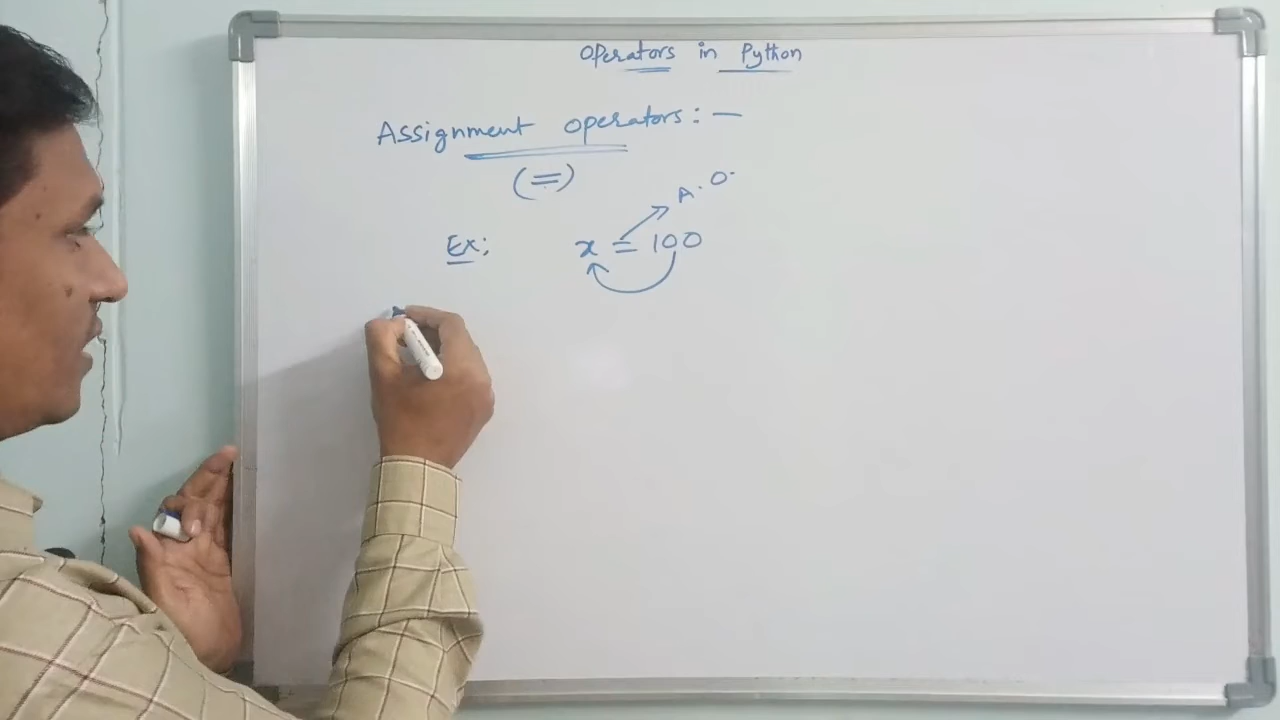 Operators in Python
Assignment operators: —
(=)
A. O.
Ex; x = 100